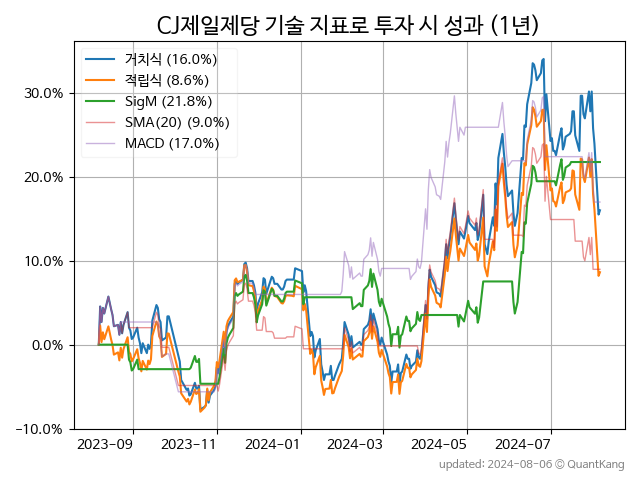 CJ제일제당 기술 지표로 투자 시 성과 (1년)
거치식 (16.0%)
적립식 (8.6%)
SigM (21.8%)
SMA(20) (9.0%)
MACD (17.0%)
30.0%
20.0%
10.0%
0.0%
−10.0%
2023-09 2023-11 2024-01 2024-03 2024-05 2024-07
updated: 2024-08-06 © QuantKang